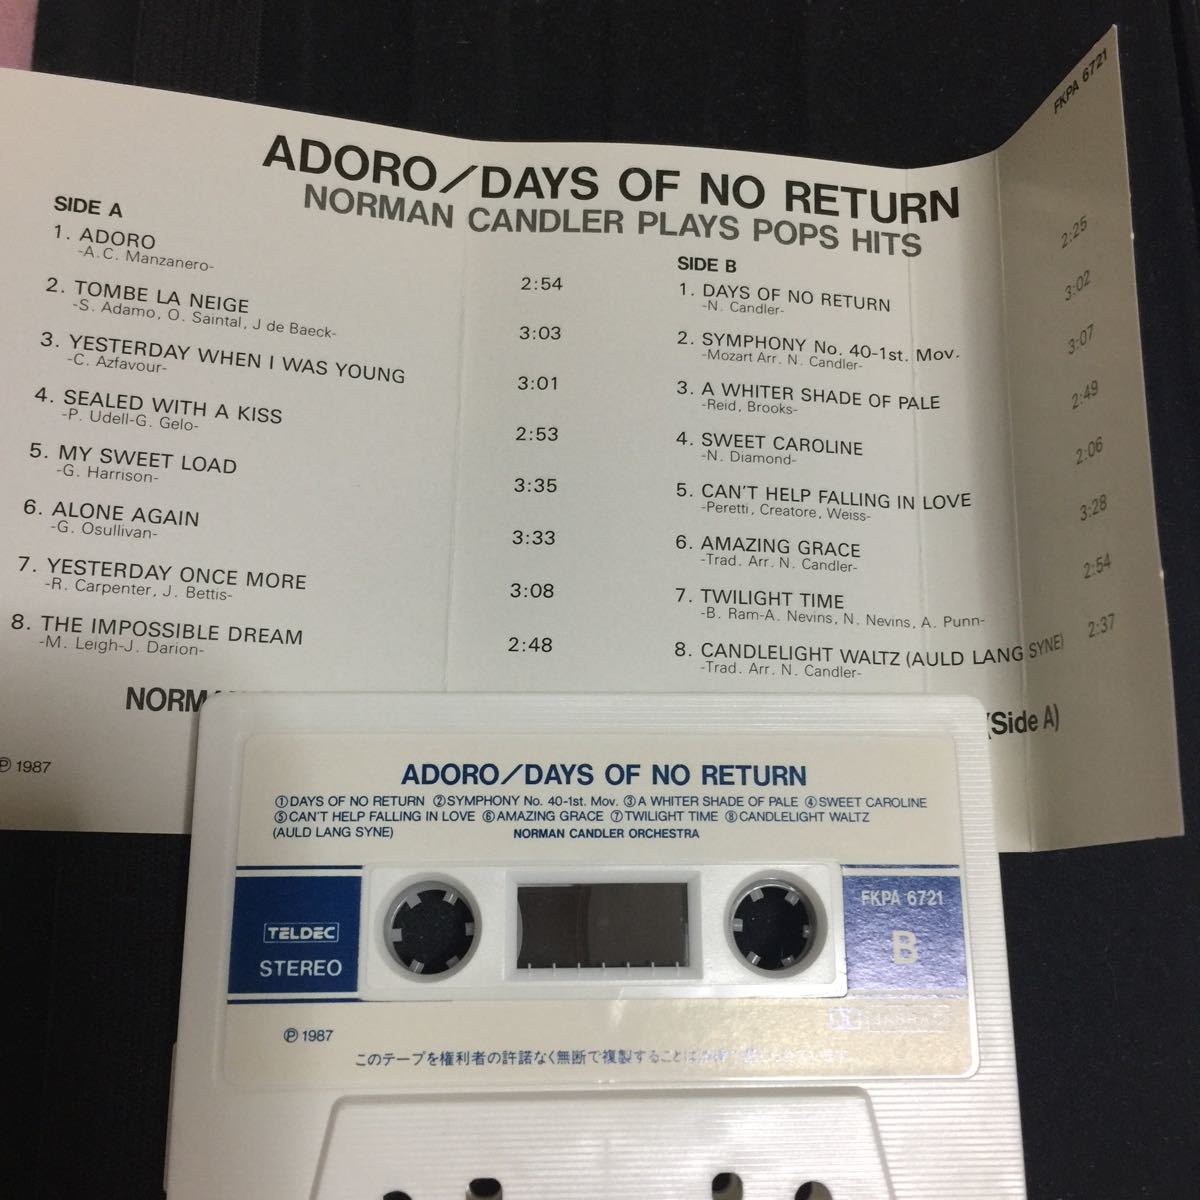 FKPA 6721
ADORO/DAYS OF NO RETURN
NORMAN CANDLER PLAYS POPS HITS
SIDE A
1. ADORO 2:54
-A.C. Manzanero-
2. TOMBE LA NEIGE 3:03
-S. Adamo, O. Saintal, J de Baeck-
3. YESTERDAY WHEN I WAS YOUNG 3:01
-C. Azfavour-
4. SEALED WITH A KISS 2:53
-P. Udell-G. Gelo-
5. MY SWEET LOAD 3:35
-G. Harrison-
6. ALONE AGAIN 3:33
-G. Osullivan-
7. YESTERDAY ONCE MORE 3:08
-R. Carpenter, J. Bettis-
8. THE IMPOSSIBLE DREAM 2:48
-M. Leigh-J. Darion-
SIDE B
1. DAYS OF NO RETURN 2:25
-N. Candler-
2. SYMPHONY No. 40-1st. Mov. 3:02
-Mozart Arr. N. Candler-
3. A WHITER SHADE OF PALE 3:07
-Reid, Brooks-
4. SWEET CAROLINE 2:49
-N. Diamond-
5. CAN'T HELP FALLING IN LOVE 2:06
-Peretti, Creatore, Weiss-
6. AMAZING GRACE 3:28
-Trad. Arr. N. Candler-
7. TWILIGHT TIME 2:54
-B. Ram-A. Nevins, N. Nevins, A. Punn-
8. CANDLELIGHT WALTZ (AULD LANG SYNE) 2:37
-Trad. Arr. N. Candler-
(Side A)
Ⓟ 1987
ADORO/DAYS OF NO RETURN
①DAYS OF NO RETURN ②SYMPHONY No. 40-1st. Mov. ③A WHITER SHADE OF PALE ④SWEET CAROLINE
⑤CAN'T HELP FALLING IN LOVE ⑥AMAZING GRACE ⑦TWILIGHT TIME ⑧CANDLELIGHT WALTZ
(AULD LANG SYNE) NORMAN CANDLER ORCHESTRA
TELDEC
STEREO
FKPA 6721
B
Ⓟ 1987
このテープを権利者の許諾なく無断で複製することは